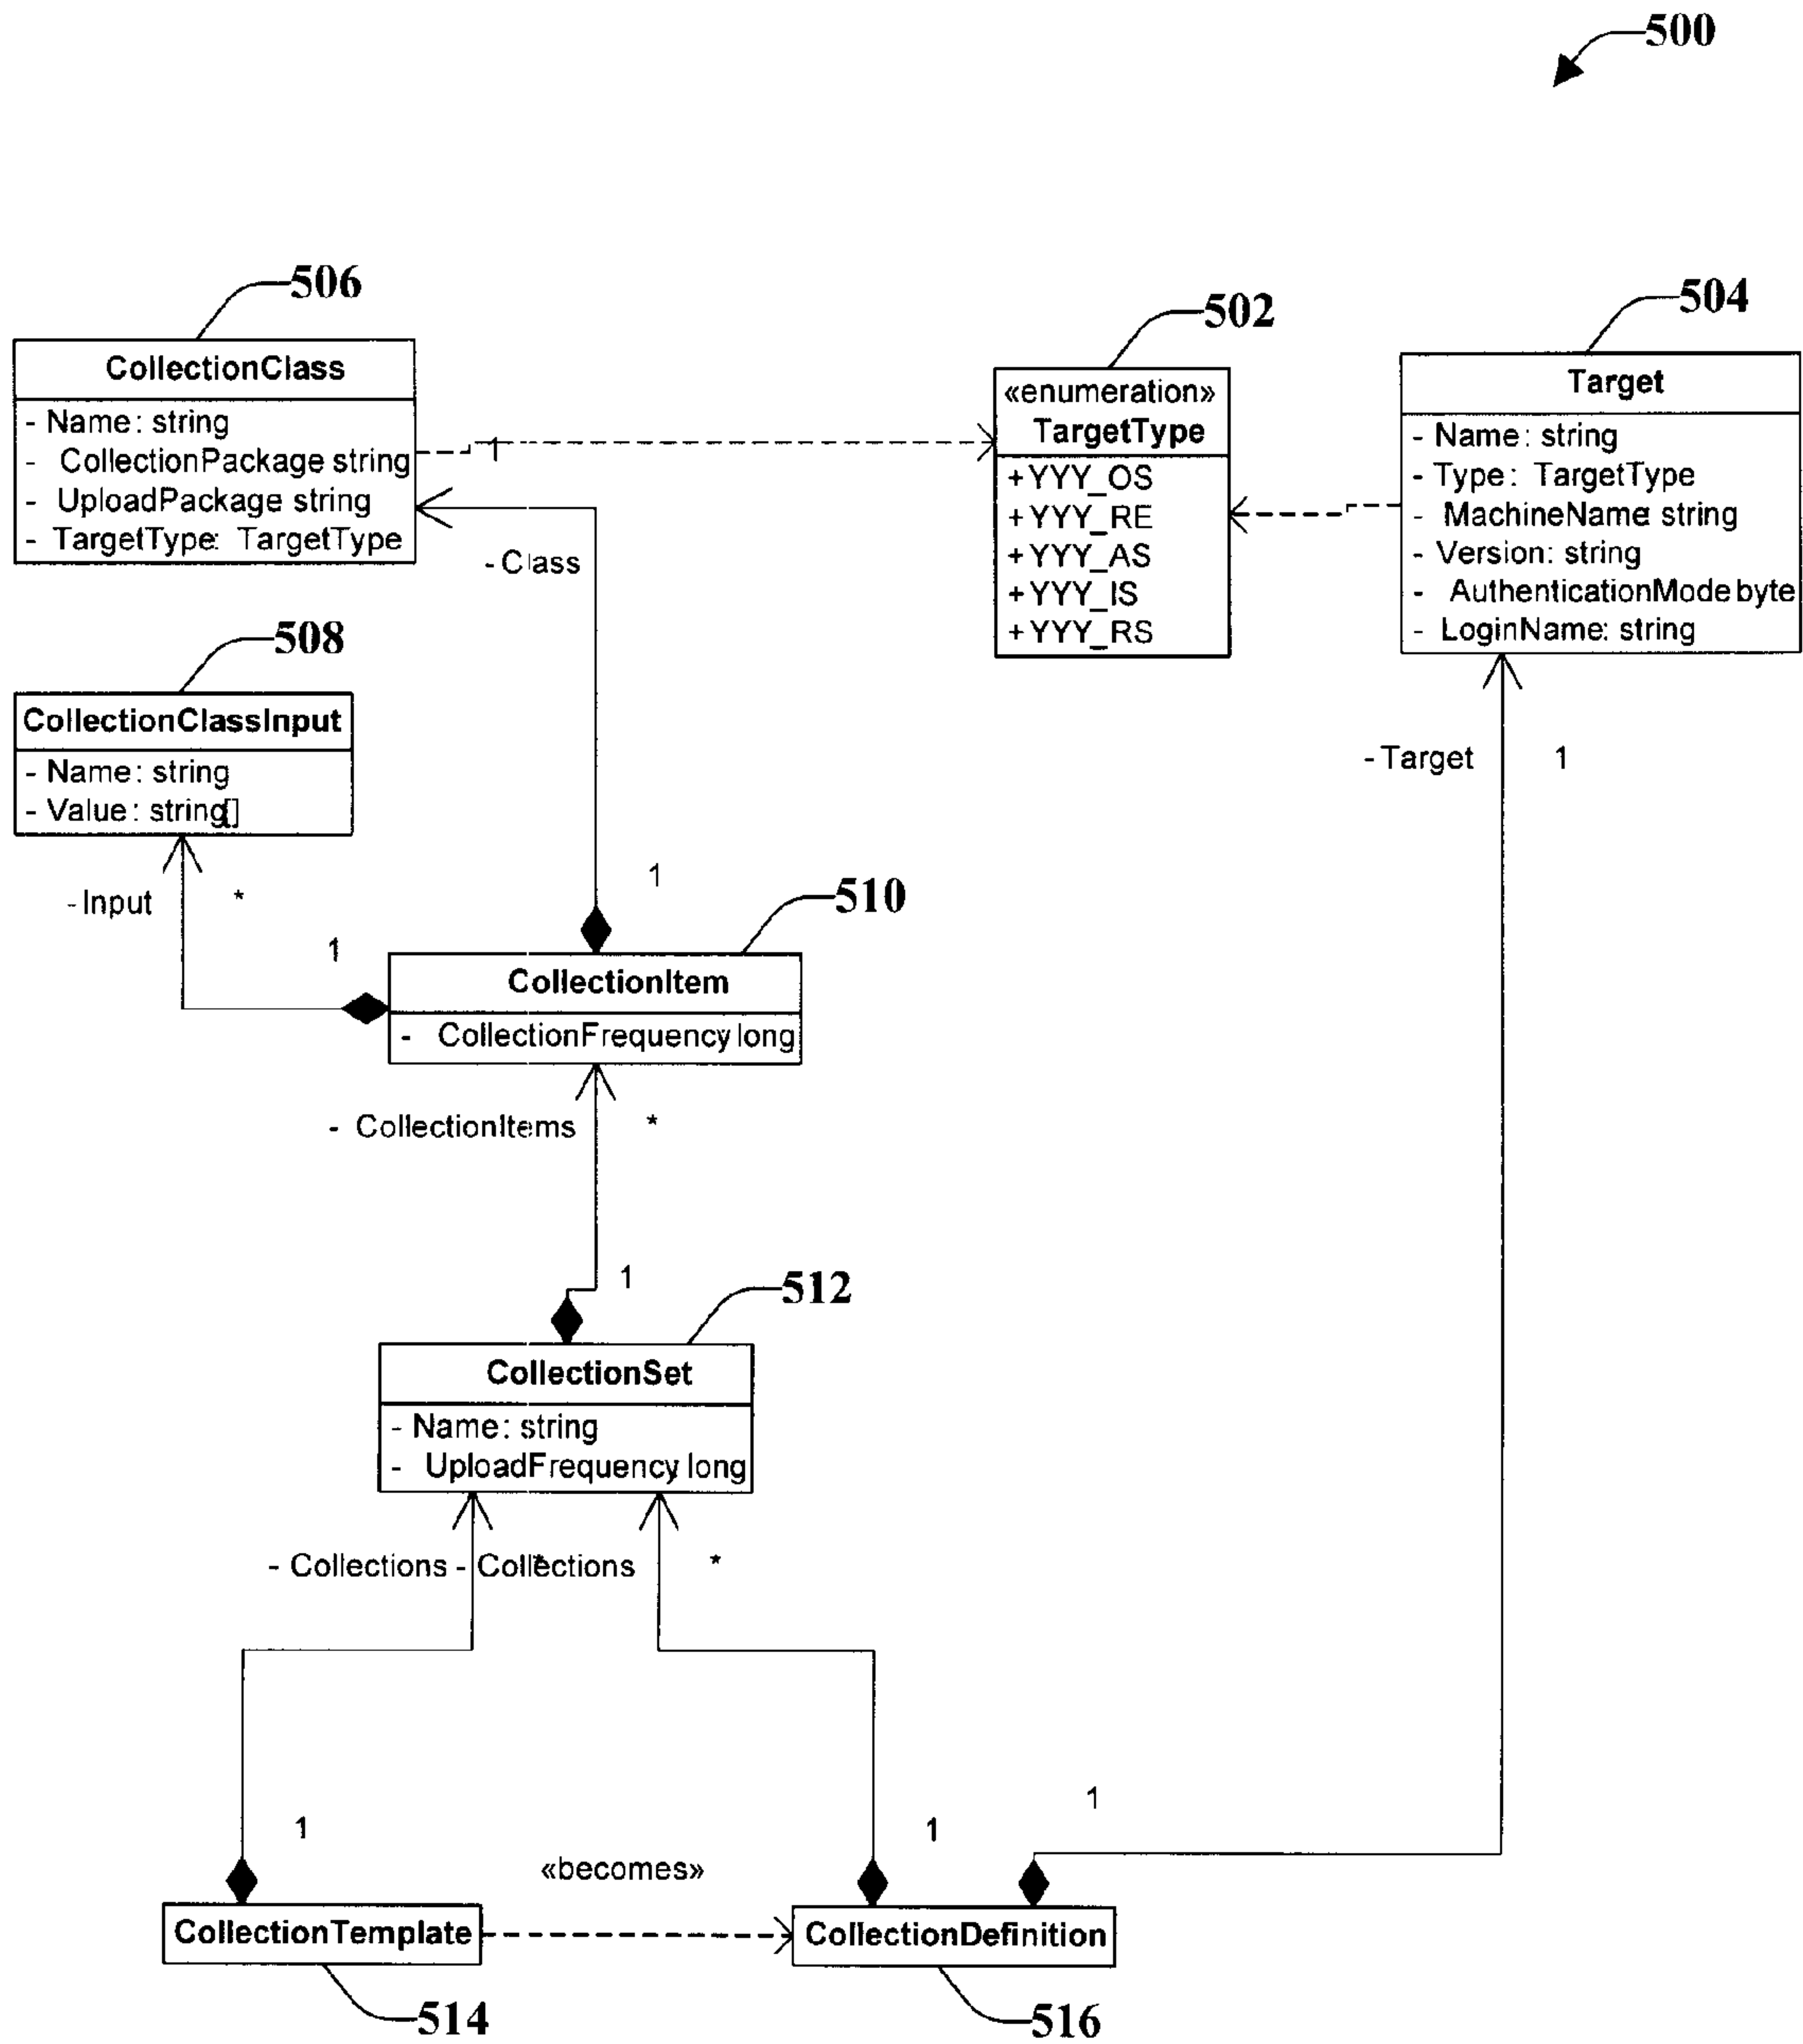 500
506
CollectionClass
- Name: string
- CollectionPackage string
- UploadPackage string
- TargetType: TargetType
1
- Class
502
«enumeration»
TargetType
+YYY_OS
+YYY_RE
+YYY_AS
+YYY_IS
+YYY_RS
504
Target
- Name: string
- Type: TargetType
- MachineName: string
- Version: string
- AuthenticationMode byte
- LoginName: string
- Target
1
508
CollectionClassInput
- Name: string
- Value: string[]
- Input
*
1
1
510
CollectionItem
- CollectionFrequency long
- CollectionItems
*
1
512
CollectionSet
- Name: string
- UploadFrequency long
- Collections
*
- Collections
*
1
1
1
«becomes»
CollectionTemplate
CollectionDefinition
514
516